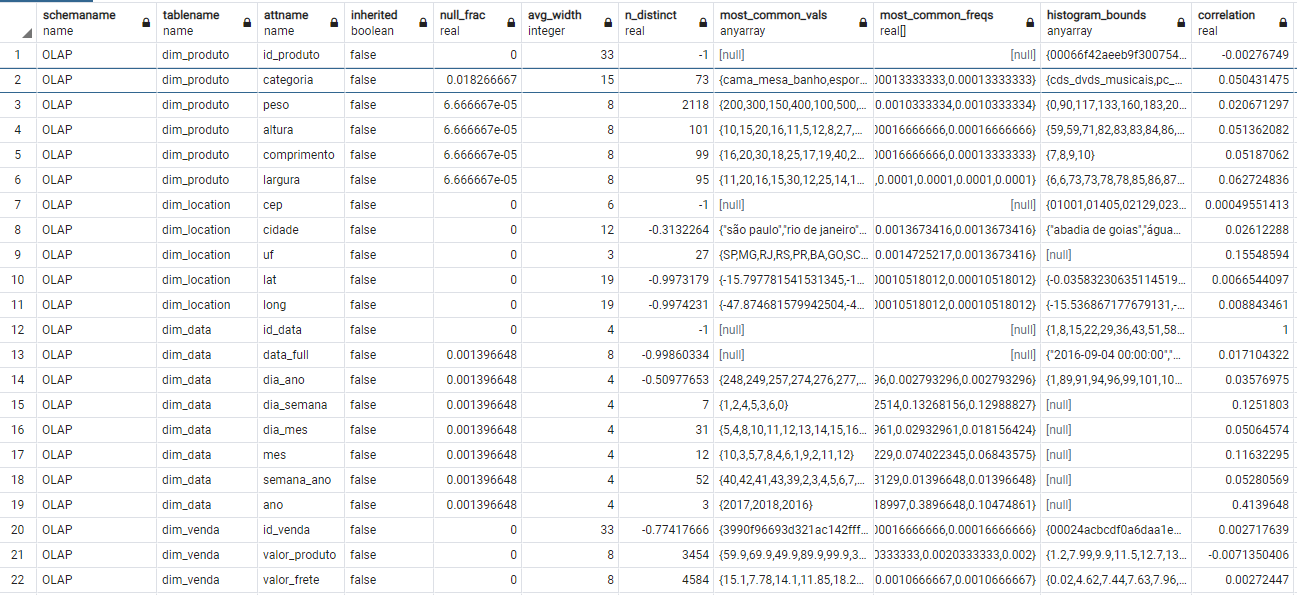 schemaname name tablename name attname name inherited boolean null_frac real avg_width integer n_distinct real most_common_vals anyarray most_common_freqs real[] histogram_bounds anyarray correlation real
1 OLAP dim_produto id_produto false 0 33 -1 [null] [null] {00066f42aeeb9f300754... -0.00276749
2 OLAP dim_produto categoria false 0.018266667 15 73 {cama_mesa_banho,espor... 00013333333,0.00013333333} {cds_dvds_musicais,pc_... 0.050431475
3 OLAP dim_produto peso false 6.666667e-05 8 2118 {200,300,150,400,100,500,... 0.0010333334,0.0010333334} {0,90,117,133,160,183,20... 0.020671297
4 OLAP dim_produto altura false 6.666667e-05 8 101 {10,15,20,16,11,5,12,8,2,7,... 00016666666,0.00016666666} {59,59,71,82,83,83,84,86,... 0.051362082
5 OLAP dim_produto comprimento false 6.666667e-05 8 99 {16,20,30,18,25,17,19,40,2... 00016666666,0.00013333333} {7,8,9,10} 0.05187062
6 OLAP dim_produto largura false 6.666667e-05 8 95 {11,20,16,15,30,12,25,14,1... ,0.0001,0.0001,0.0001,0.0001} {6,6,73,73,78,78,85,86,87... 0.062724836
7 OLAP dim_location cep false 0 6 -1 [null] [null] {01001,01405,02129,023... 0.00049551413
8 OLAP dim_location cidade false 0 12 -0.3132264 {"são paulo","rio de janeiro"... 0.0013673416,0.0013673416} {"abadia de goias","água... 0.02612288
9 OLAP dim_location uf false 0 3 27 {SP,MG,RJ,RS,PR,BA,GO,SC... 0.0014725217,0.0013673416} [null] 0.15548594
10 OLAP dim_location lat false 0 19 -0.9973179 {-15.797781541531345,-1... 00010518012,0.00010518012} {-0.03583230635114519... 0.0066544097
11 OLAP dim_location long false 0 19 -0.9974231 {-47.874681579942504,-4... 00010518012,0.00010518012} {-15.536867177679131,-... 0.008843461
12 OLAP dim_data id_data false 0 4 -1 [null] [null] {1,8,15,22,29,36,43,51,58... 1
13 OLAP dim_data data_full false 0.001396648 8 -0.99860334 [null] [null] {"2016-09-04 00:00:00","... 0.017104322
14 OLAP dim_data dia_ano false 0.001396648 4 -0.50977653 {248,249,257,274,276,277,... 96,0.002793296,0.002793296} {1,89,91,94,96,99,101,10... 0.03576975
15 OLAP dim_data dia_semana false 0.001396648 4 7 {1,2,4,5,3,6,0} 2514,0.13268156,0.12988827} [null] 0.1251803
16 OLAP dim_data dia_mes false 0.001396648 4 31 {5,4,8,10,11,12,13,14,15,16... 961,0.02932961,0.018156424} [null] 0.05064574
17 OLAP dim_data mes false 0.001396648 4 12 {10,3,5,7,8,4,6,1,9,2,11,12} 229,0.074022345,0.06843575} [null] 0.11632295
18 OLAP dim_data semana_ano false 0.001396648 4 52 {40,42,41,43,39,2,3,4,5,6,7,... 3129,0.01396648,0.01396648} [null] 0.05280569
19 OLAP dim_data ano false 0.001396648 4 3 {2017,2018,2016} 18997,0.3896648,0.10474861} [null] 0.4139648
20 OLAP dim_venda id_venda false 0 33 -0.77417666 {3990f96693d321ac142fff... 00016666666,0.00016666666} {00024acbcdf0a6daa1e... 0.002717639
21 OLAP dim_venda valor_produto false 0 8 3454 {59.9,69.9,49.9,89.9,99.9,3... 0333333,0.0020333333,0.002} {1.2,7.99,9.9,11.5,12.7,13... -0.0071350406
22 OLAP dim_venda valor_frete false 0 8 4584 {15.1,7.78,14.1,11.85,18.2... 0.0010666667,0.0010666667} {0.02,4.62,7.44,7.63,7.96,... 0.00272447